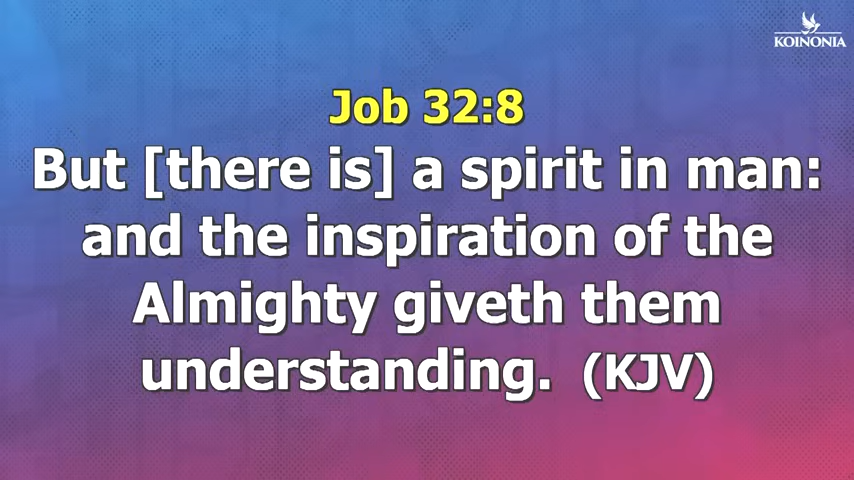 KOINONIA
Job 32:8
But [there is] a spirit in man:
and the inspiration of the
Almighty giveth them
understanding. (KJV)